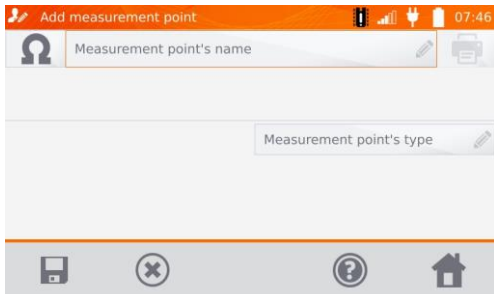 Add measurement point 07:46
Ω Measurement point's name
Measurement point's type
?